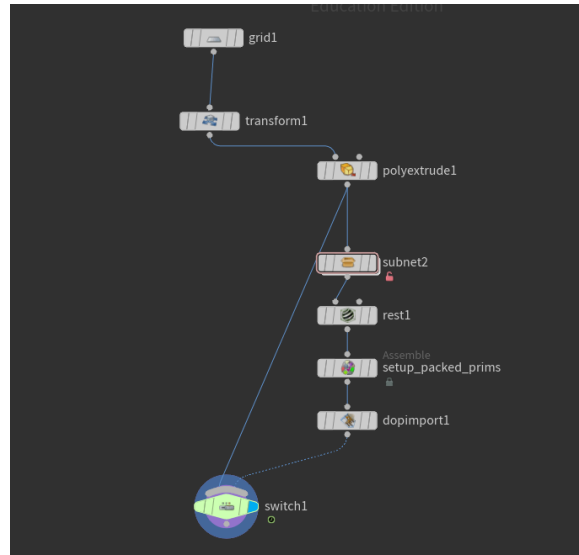 Education Edition
grid1
transform1
polyextrude1
subnet2
rest1
Assemble
setup_packed_prims
dopimport1
switch1